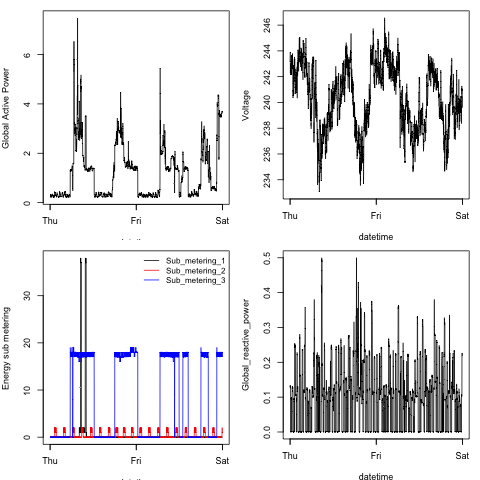 Global Active Power
0 2 4 6
Thu Fri Sat
Voltage
234 238 240 242 244 246
Thu Fri Sat
datetime
Energy sub metering
0 10 20 30
Sub_metering_1
Sub_metering_2
Sub_metering_3
Thu Fri Sat
Global_reactive_power
0.0 0.1 0.2 0.3 0.4 0.5
Thu Fri Sat
datetime